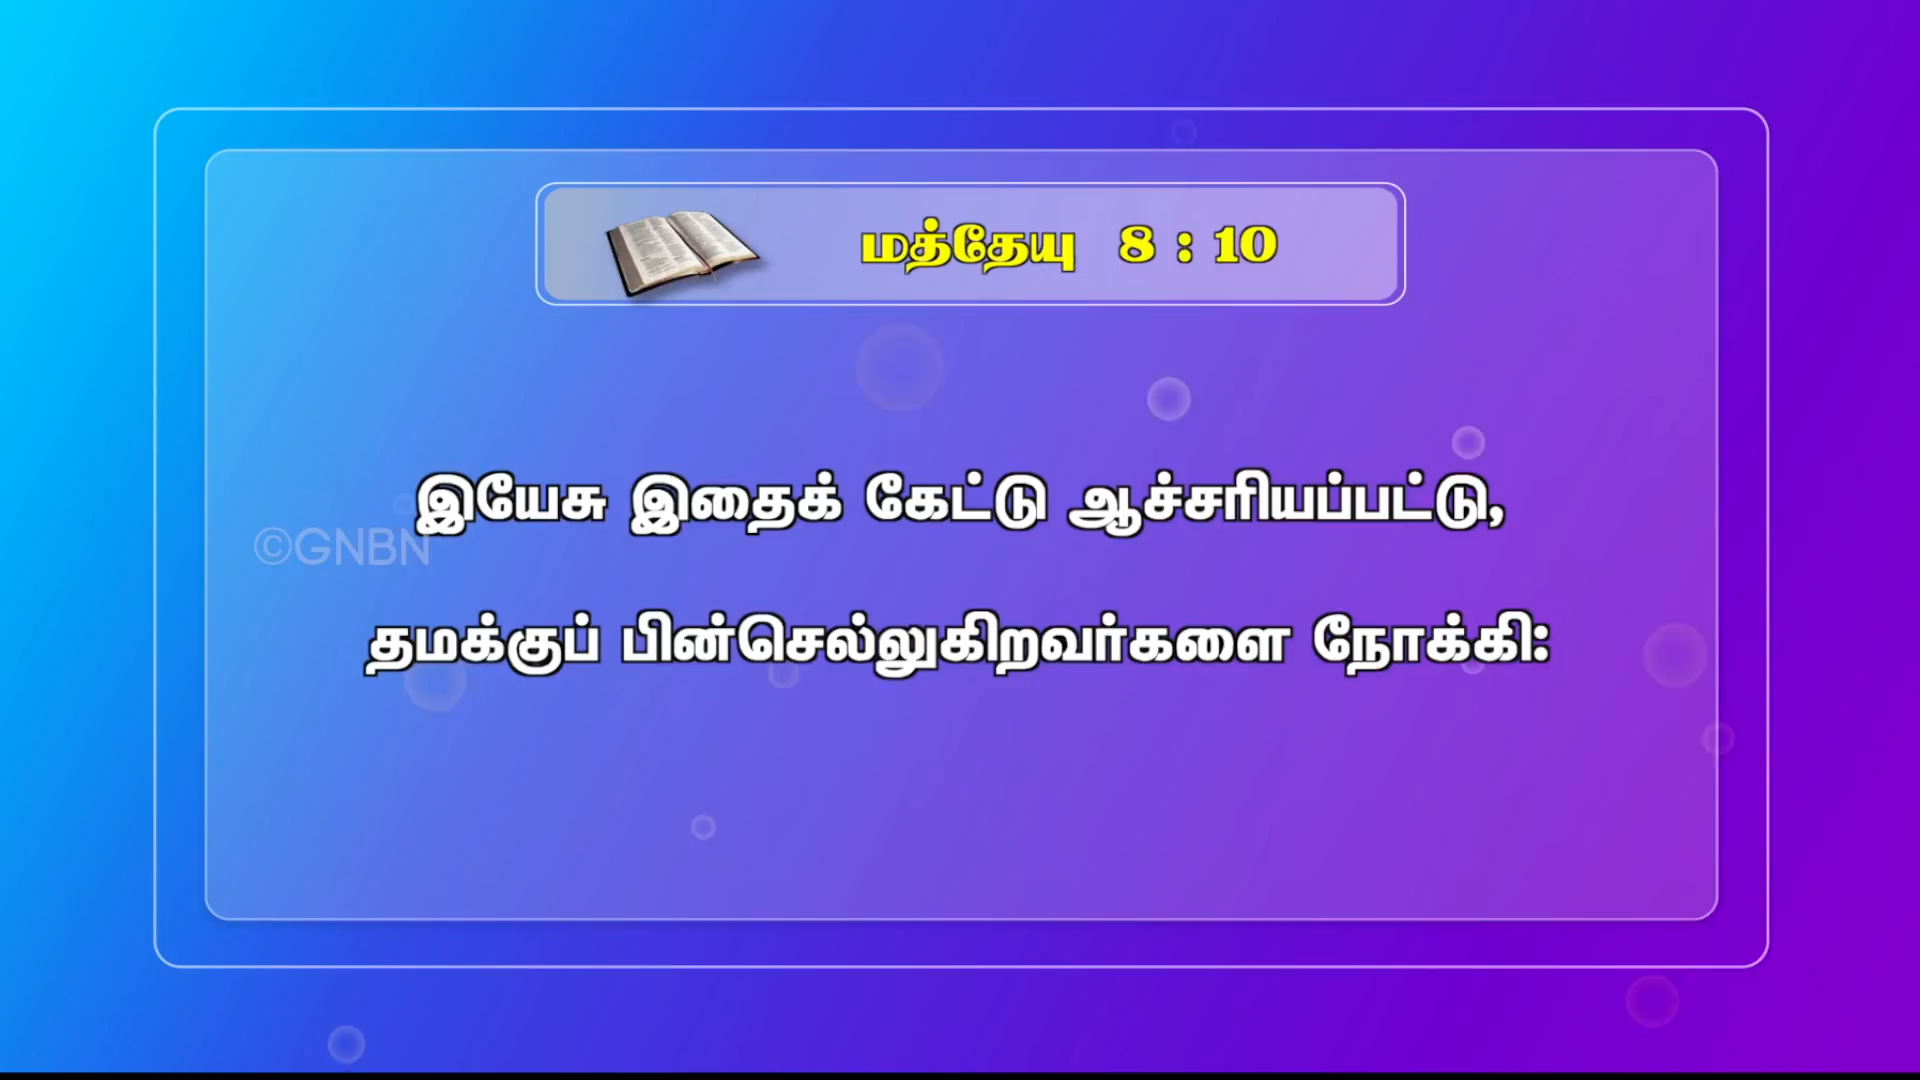 மத்தேயு 8 : 10
இயேசு இதைக் கேட்டு ஆச்சரியப்பட்டு,
©GNBN
தமக்குப் பின்செல்லுகிறவர்களை நோக்கி: